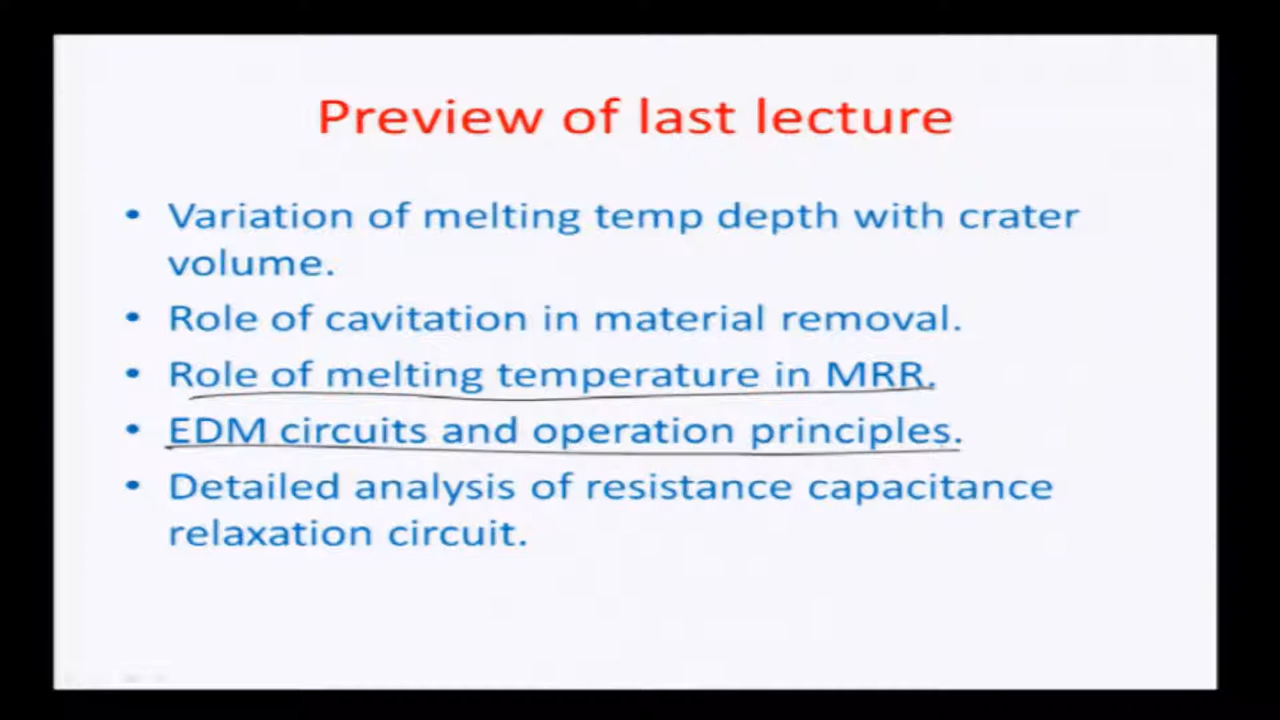 Preview of last lecture
• Variation of melting temp depth with crater
volume.
• Role of cavitation in material removal.
• Role of melting temperature in MRR.
• EDM circuits and operation principles.
• Detailed analysis of resistance capacitance
relaxation circuit.